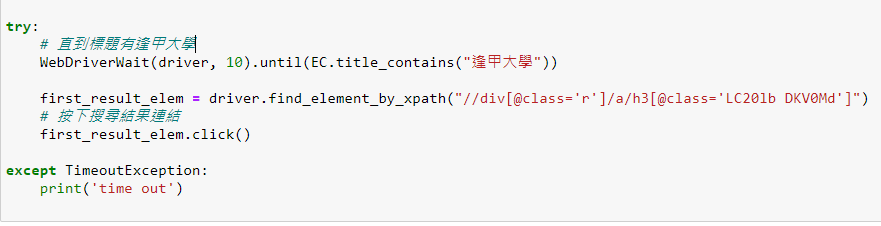 try:
    # 直到標題有逢甲大學
    WebDriverWait(driver, 10).until(EC.title_contains("逢甲大學"))
    first_result_elem = driver.find_element_by_xpath("//div[@class='r']/a/h3[@class='LC20lb DKV0Md']")
    # 按下搜尋結果連結
    first_result_elem.click()
except TimeoutException:
    print('time out')